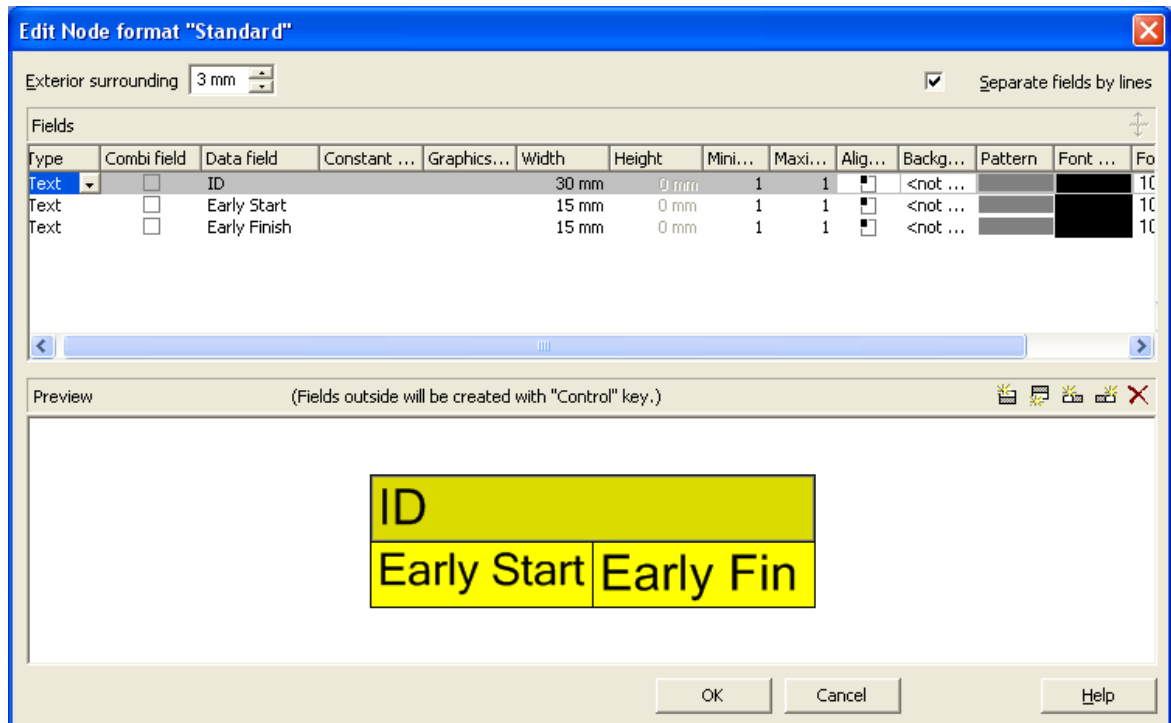 Edit Node format "Standard"
Exterior surrounding 3 mm Separate fields by lines
Fields
Type Combi field Data field Constant ... Graphics... Width Height Mini... Maxi... Alig... Backg... Pattern Font ... Fo
Text ID 30 mm 0 mm 1 1 <not ... 10
Text Early Start 15 mm 0 mm 1 1 <not ... 10
Text Early Finish 15 mm 0 mm 1 1 <not ... 10
Preview (Fields outside will be created with "Control" key.)
ID
Early Start Early Fin
OK Cancel Help